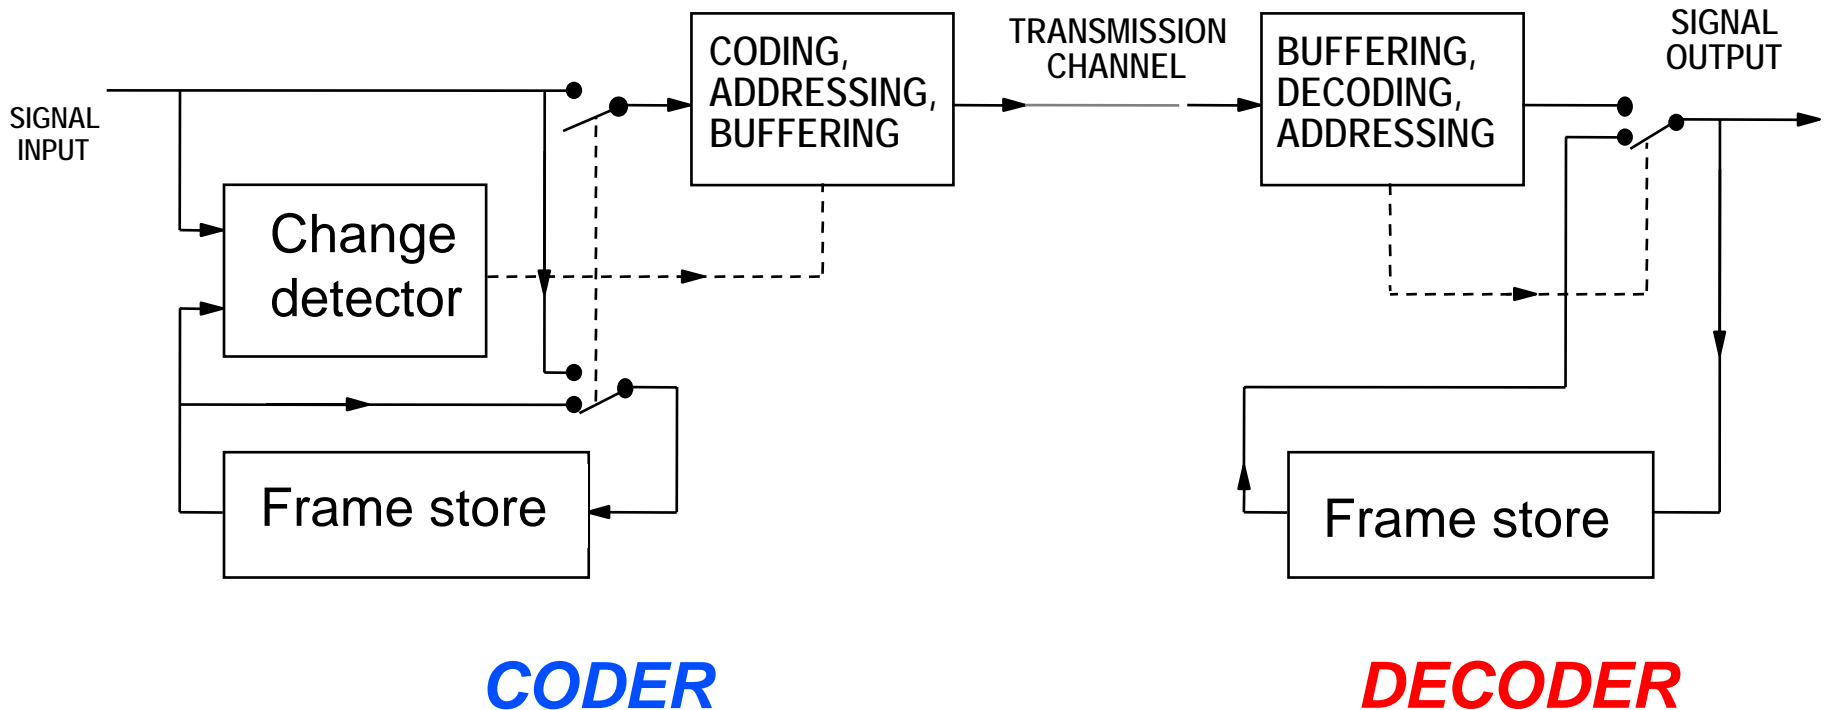 SIGNAL
INPUT
CODING,
ADDRESSING,
BUFFERING
TRANSMISSION
CHANNEL
BUFFERING,
DECODING,
ADDRESSING
SIGNAL
OUTPUT
Change
detector
Frame store
Frame store
CODER
DECODER